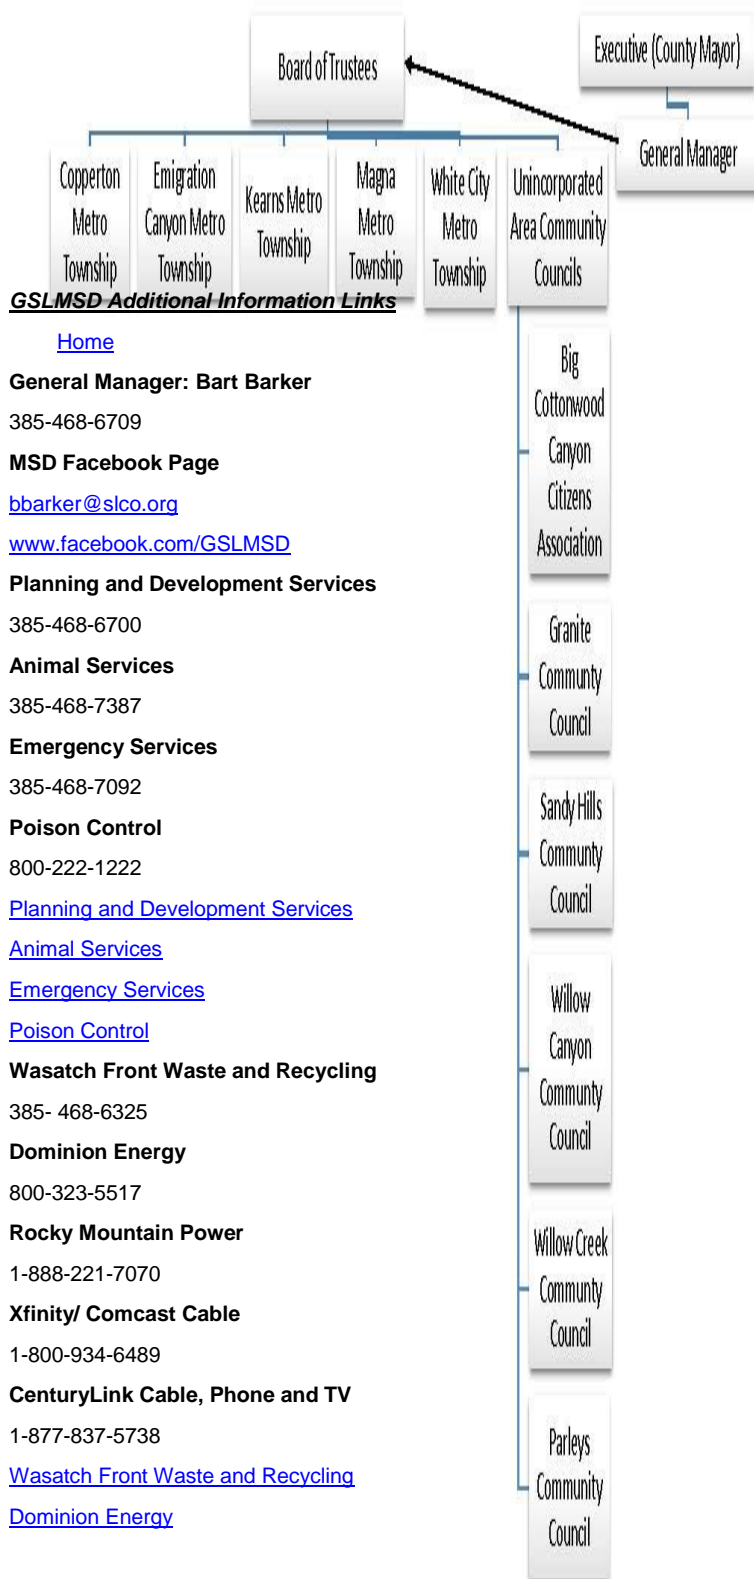 Board of Trustees
Executive (County Mayor)
General Manager
Copperton
Metro
Township
Emigration
Canyon Metro
Township
Kearns Metro
Township
Magna
Metro
Township
White City
Metro
Township
Unincorporated
Area Community
Councils
GSLMSD Additional Information Links
Home
General Manager: Bart Barker
385-468-6709
MSD Facebook Page
bbarker@slco.org
www.facebook.com/GSLMSD
Planning and Development Services
385-468-6700
Animal Services
385-468-7387
Emergency Services
385-468-7092
Poison Control
800-222-1222
Planning and Development Services
Animal Services
Emergency Services
Poison Control
Wasatch Front Waste and Recycling
385- 468-6325
Dominion Energy
800-323-5517
Rocky Mountain Power
1-888-221-7070
Xfinity/ Comcast Cable
1-800-934-6489
CenturyLink Cable, Phone and TV
1-877-837-5738
Wasatch Front Waste and Recycling
Dominion Energy
Big
Cottonwood
Canyon
Citizens
Association
Granite
Communty
Council
Sandy Hills
Communty
Council
Willow
Canyon
Communty
Council
Willow Creek
Communty
Council
Parleys
Community
Council